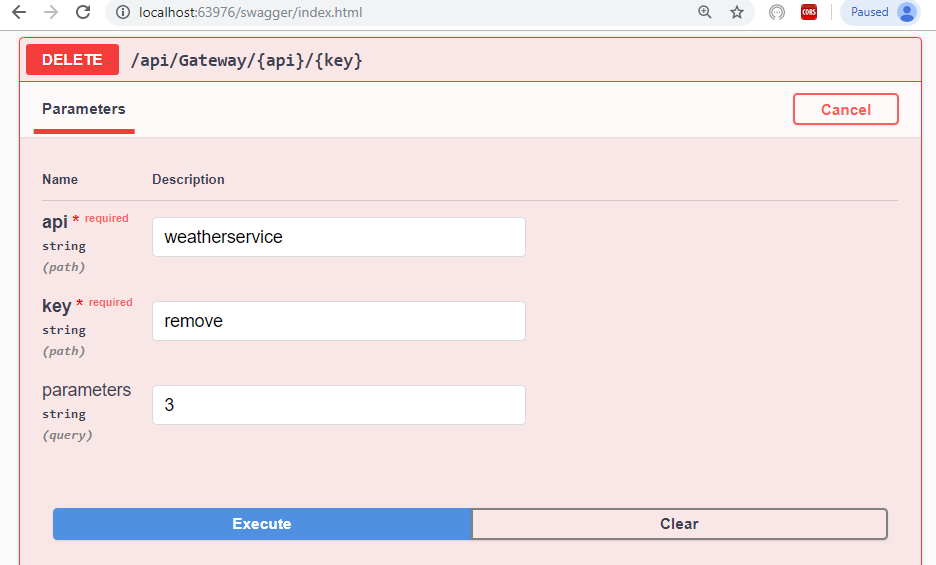 localhost:63976/swagger/index.html
CORS
Paused
DELETE /api/Gateway/{api}/{key}
Parameters
Cancel
Name Description
api * required
string
(path)
weatherservice
key * required
string
(path)
remove
parameters
string
(query)
3
Execute Clear